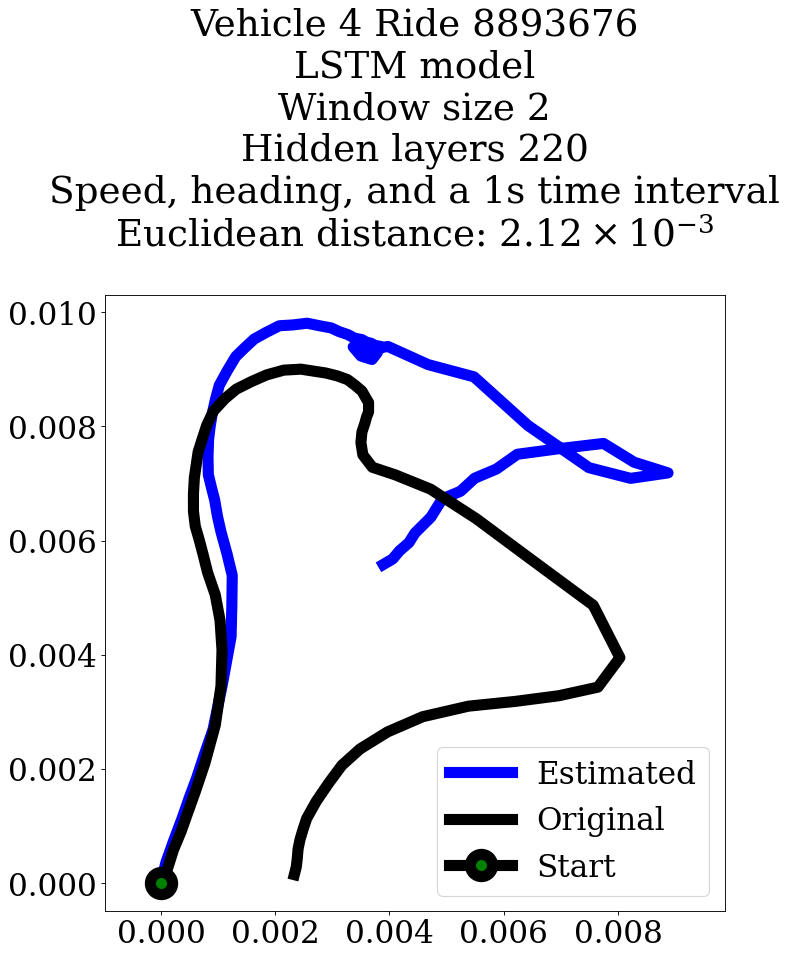 Vehicle 4 Ride 8893676
LSTM model
Window size 2
Hidden layers 220
Speed, heading, and a 1s time interval
Euclidean distance: 2.12 × 10⁻³
0.010
0.008
0.006
0.004
0.002
0.000
Estimated
Original
Start
0.000 0.002 0.004 0.006 0.008